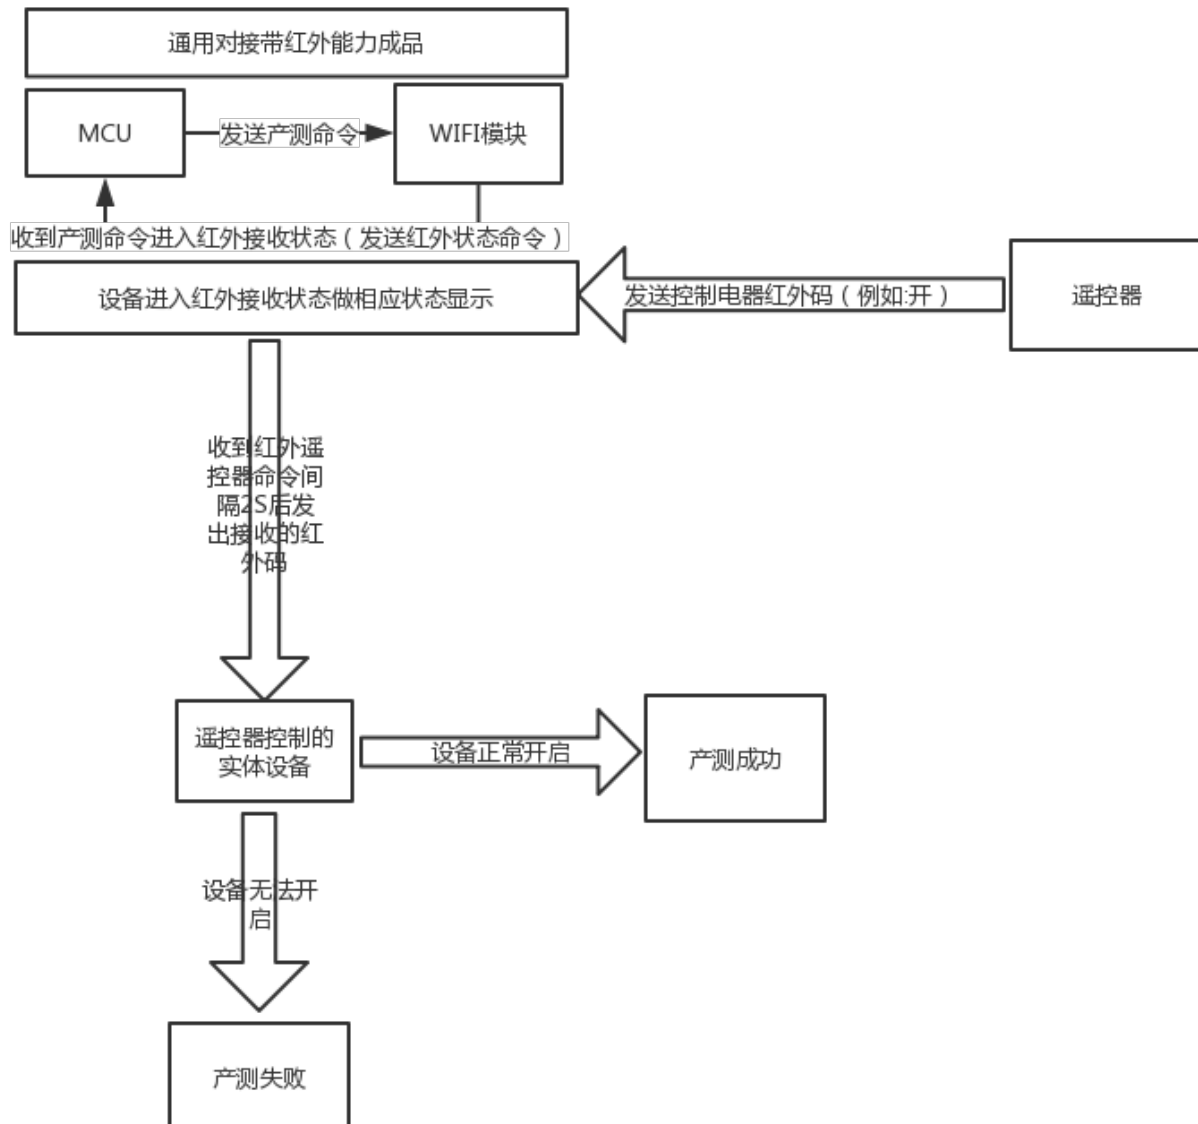 通用对接带红外能力成品
MCU
发送产测命令
WIFI模块
收到产测命令进入红外接收状态（发送红外状态命令）
设备进入红外接收状态做相应状态显示
发送控制电器红外码（例如:开）
遥控器
收到红外遥
控器命令间
隔2S后发
出接收的红
外码
遥控器控制的
实体设备
设备正常开启
产测成功
设备无法开
启
产测失败